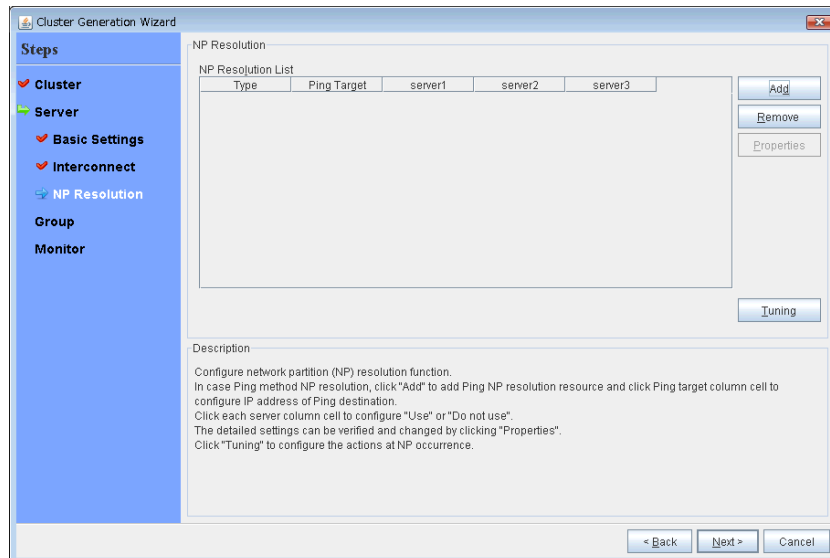 Cluster Generation Wizard
Steps
Cluster
Server
Basic Settings
Interconnect
NP Resolution
Group
Monitor
NP Resolution
NP Resolution List
Type Ping Target server1 server2 server3
Add
Remove
Properties
Tuning
Description
Configure network partition (NP) resolution function.
In case Ping method NP resolution, click "Add" to add Ping NP resolution resource and click Ping target column cell to
configure IP address of Ping destination.
Click each server column cell to configure "Use" or "Do not use".
The detailed settings can be verified and changed by clicking "Properties".
Click "Tuning" to configure the actions at NP occurrence.
< Back Next > Cancel